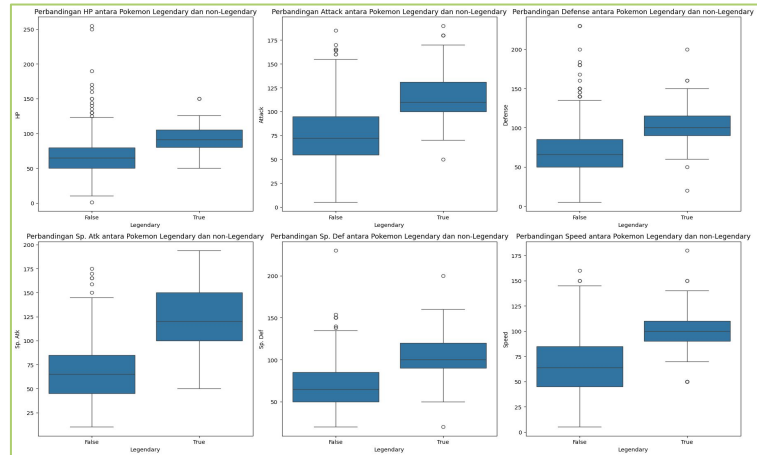 Perbandingan HP antara Pokemon Legendary dan non-Legendary
250
200
150
100
50
0
HP
False
True
Legendary
Perbandingan Attack antara Pokemon Legendary dan non-Legendary
175
150
125
100
75
50
25
0
Attack
False
True
Legendary
Perbandingan Defense antara Pokemon Legendary dan non-Legendary
200
150
100
50
0
Defense
False
True
Legendary
Perbandingan Sp. Atk antara Pokemon Legendary dan non-Legendary
200
175
150
125
100
75
50
25
Sp. Atk
False
True
Legendary
Perbandingan Sp. Def antara Pokemon Legendary dan non-Legendary
200
150
100
50
Sp. Def
False
True
Legendary
Perbandingan Speed antara Pokemon Legendary dan non-Legendary
175
150
125
100
75
50
25
0
Speed
False
True
Legendary